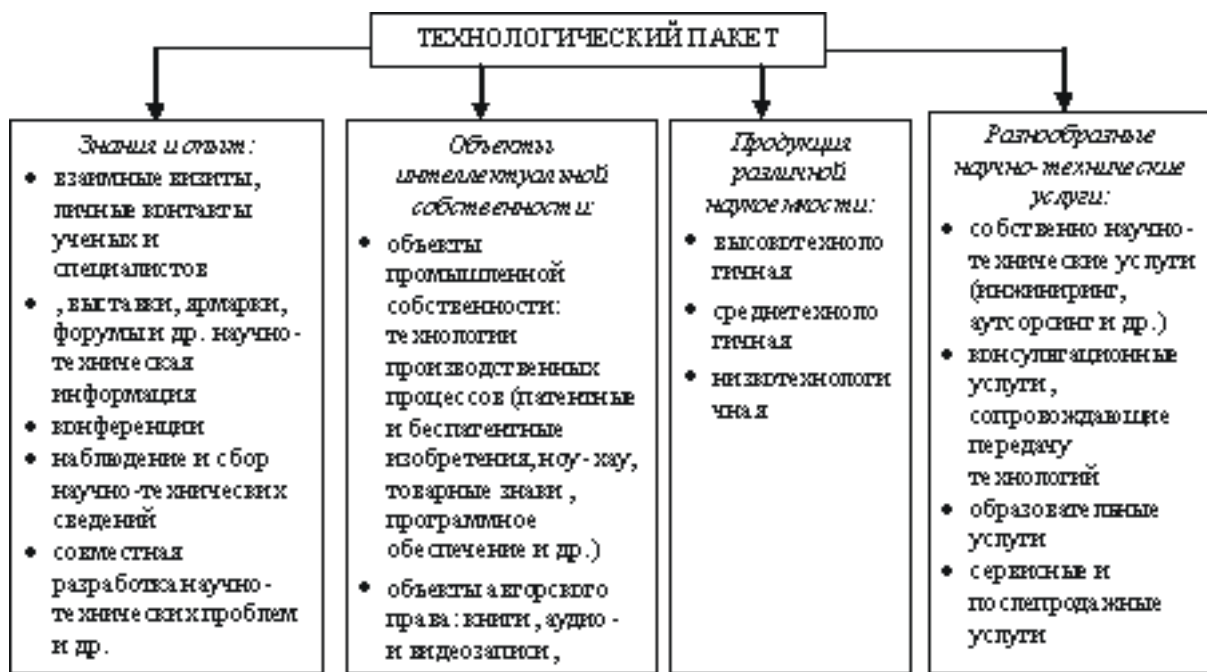 ТЕХНОЛОГИЧЕСКИЙ ПАКЕТ
Знания и опыт:
• взаимные визиты,
личные контакты
ученых и
специалистов
• , выставки, ярмарки,
форумы и др. научно-
техническая
информация
• конференции
• наблюдение и сбор
научно-технических
сведений
• совместная
разработка научно-
технических проблем
и др.
Объекты
интеллектуальной
собственности:
• объекты
промышленной
собственности:
технологии
производственных
процессов (патентные
и беспатентные
изобретения, ноу-хау,
товарные знаки,
программное
обеспечение и др.)
• объекты авторского
права: книги, аудио-
и видеозаписи,
Продукция
различной
наукоемкости:
• высокотехноло
гичная
• среднетехноло
гичная
• низкотехнологи
чная
Разнообразные
научно-технические
услуги:
• собственно научно-
технические услуги
(инжиниринг,
аутсорсинг и др.)
• консультационные
услуги,
сопровождающие
передачу
технологий
• образовательные
услуги
• сервисные и
послепродажные
услуги